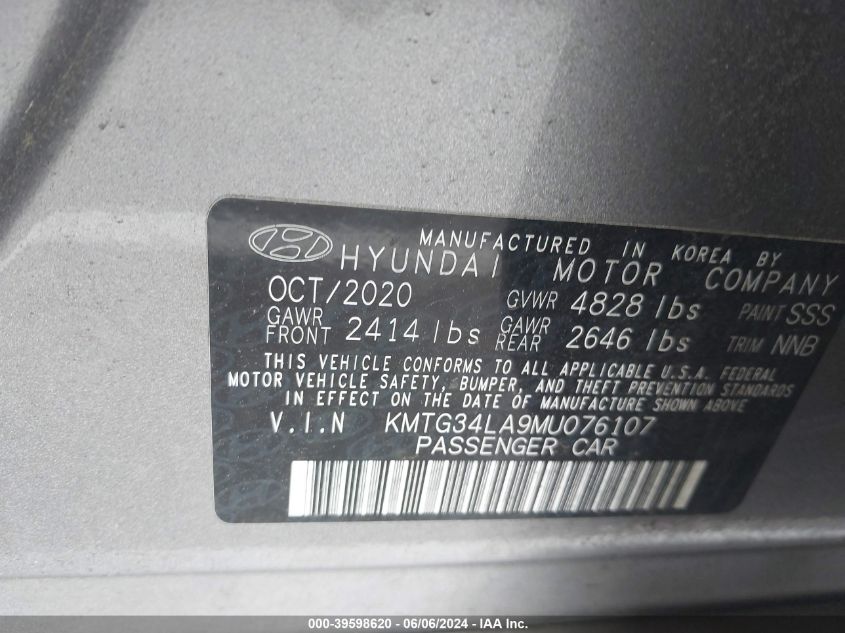 MANUFACTURED IN KOREA BY
HYUNDAI MOTOR COMPANY
OCT/2020 GVWR 4828 lbs PAINT SSS
GAWR FRONT 2414 lbs GAWR REAR 2646 lbs TRIM NNB
THIS VEHICLE CONFORMS TO ALL APPLICABLE U.S.A. FEDERAL
MOTOR VEHICLE SAFETY, BUMPER, AND THEFT PREVENTION STANDARDS
IN EFFECT ON THE DATE OF MANUFACTURE SHOWN ABOVE
V.I.N KMTG34LA9MU076107
PASSENGER CAR
000-39598620 - 06/06/2024 - IAA Inc.